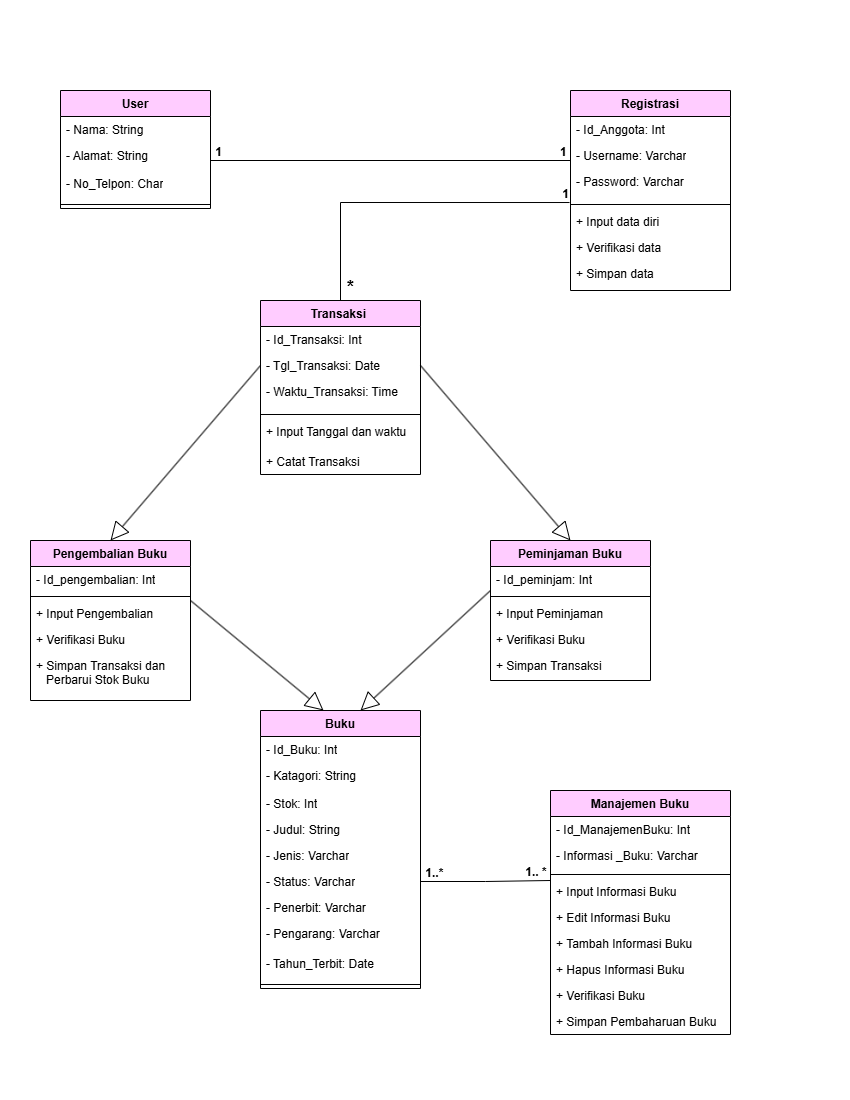 User
- Nama: String
- Alamat: String
- No_Telpon: Char
1
1
1
*
Registrasi
- Id_Anggota: Int
- Username: Varchar
- Password: Varchar
+ Input data diri
+ Verifikasi data
+ Simpan data
Transaksi
- Id_Transaksi: Int
- Tgl_Transaksi: Date
- Waktu_Transaksi: Time
+ Input Tanggal dan waktu
+ Catat Transaksi
Pengembalian Buku
- Id_pengembalian: Int
+ Input Pengembalian
+ Verifikasi Buku
+ Simpan Transaksi dan
Perbarui Stok Buku
Peminjaman Buku
- Id_peminjam: Int
+ Input Peminjaman
+ Verifikasi Buku
+ Simpan Transaksi
Buku
- Id_Buku: Int
- Katagori: String
- Stok: Int
- Judul: String
- Jenis: Varchar
- Status: Varchar
- Penerbit: Varchar
- Pengarang: Varchar
- Tahun_Terbit: Date
1..*
1.. *
Manajemen Buku
- Id_ManajemenBuku: Int
- Informasi _Buku: Varchar
+ Input Informasi Buku
+ Edit Informasi Buku
+ Tambah Informasi Buku
+ Hapus Informasi Buku
+ Verifikasi Buku
+ Simpan Pembaharuan Buku